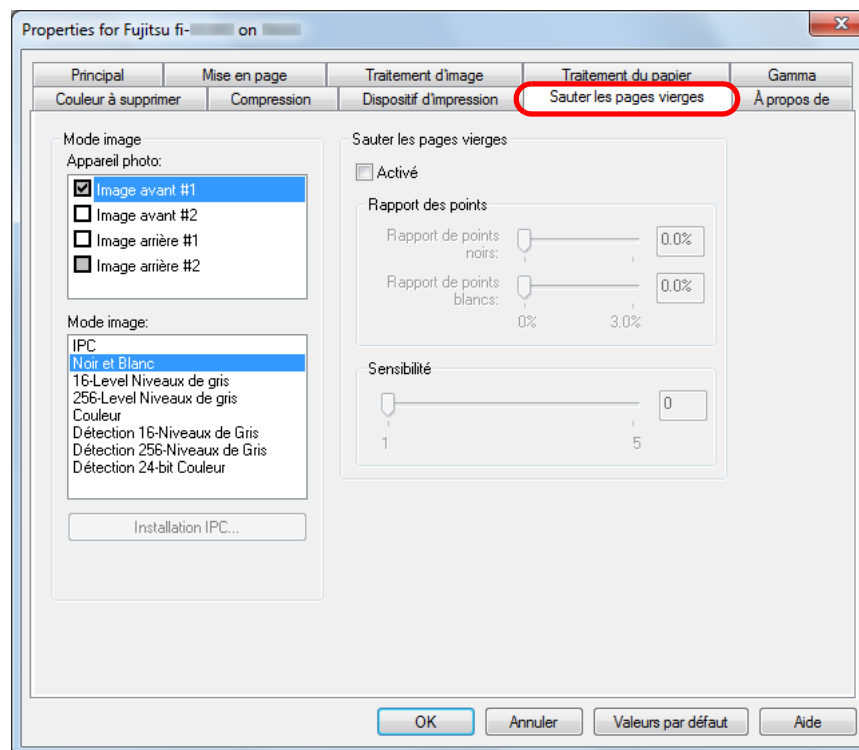 Properties for Fujitsu fi- on
Principal Mise en page Traitement d'image Traitement du papier Gamma
Couleur à supprimer Compression Dispositif d'impression Sauter les pages vierges À propos de
Mode image
Appareil photo:
Image avant #1
Image avant #2
Image arrière #1
Image arrière #2
Mode image:
IPC
Noir et Blanc
16-Level Niveaux de gris
256-Level Niveaux de gris
Couleur
Détection 16-Niveaux de Gris
Détection 256-Niveaux de Gris
Détection 24-bit Couleur
Installation IPC...
Sauter les pages vierges
Activé
Rapport des points
Rapport de points
noirs:
0.0%
Rapport de points
blancs:
0.0%
0% 3.0%
Sensibilité
0
1 5
OK Annuler Valeurs par défaut Aide